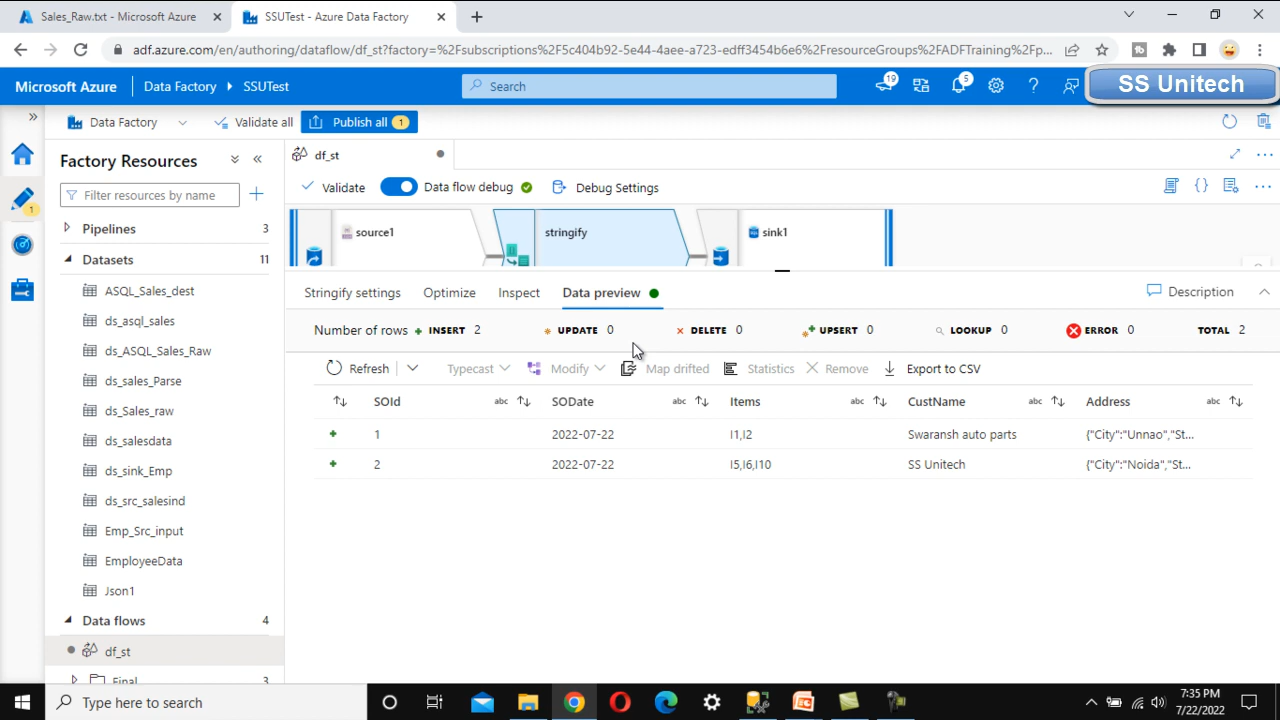 Sales_Raw.txt - Microsoft Azure
SSUTest - Azure Data Factory
adf.azure.com/en/authoring/dataflow/df_st?factory=%2Fsubscriptions%2F5c404b92-5e44-4aee-a723-edff3454b6e6%2FresourceGroups%2FADFTraining%2Fp...
Microsoft Azure
Data Factory
SSUTest
Search
19
5
SS Unitech
Data Factory
Validate all
Publish all
1
df_st
Factory Resources
Validate
Data flow debug
Debug Settings
Filter resources by name
1
Pipelines
3
source1
stringify
sink1
Datasets
11
ASQL_Sales_dest
Stringify settings
Optimize
Inspect
Data preview
Description
ds_asql_sales
Number of rows
INSERT 2
UPDATE 0
DELETE 0
UPSERT 0
LOOKUP 0
ERROR 0
TOTAL 2
ds_ASQL_Sales_Raw
Refresh
Typecast
Modify
Map drifted
Statistics
Remove
Export to CSV
ds_sales_Parse
SOId
abc
SODate
abc
Items
abc
CustName
abc
Address
abc
ds_Sales_raw
1
2022-07-22
I1,I2
Swaransh auto parts
{"City":"Unnao","St...
ds_salesdata
2
2022-07-22
I5,I6,I10
SS Unitech
{"City":"Noida","St...
ds_sink_Emp
ds_src_salesind
Emp_Src_input
EmployeeData
Json1
Data flows
4
df_st
Final
3
Type here to search
7:35 PM
7/22/2022